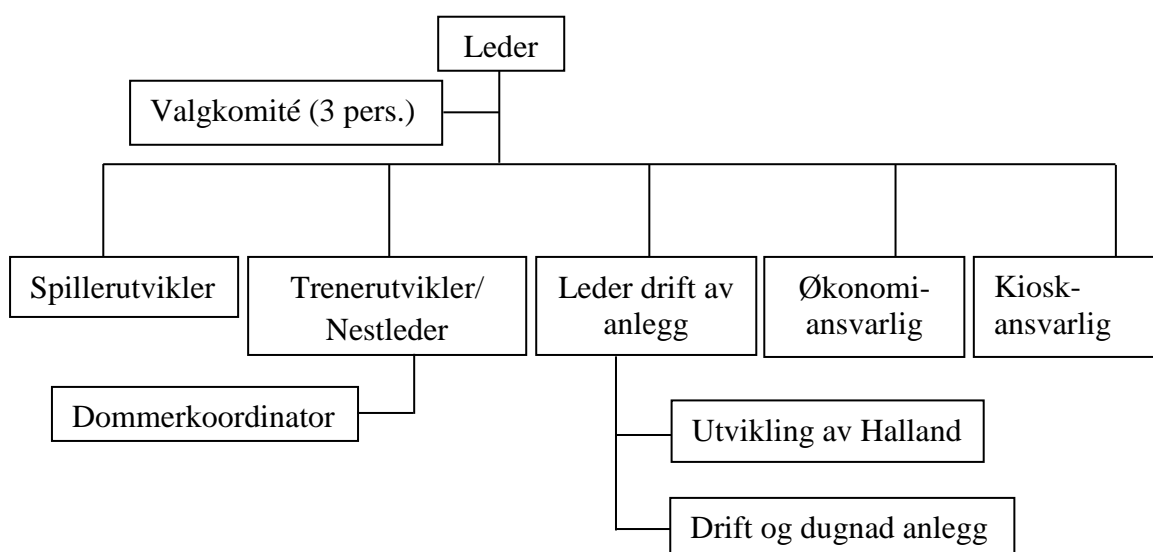 Leder
Valgkomité (3 pers.)
Spillerutvikler
Trenerutvikler/
Nestleder
Leder drift av
anlegg
Økonomi-
ansvarlig
Kiosk-
ansvarlig
Dommerkoordinator
Utvikling av Halland
Drift og dugnad anlegg